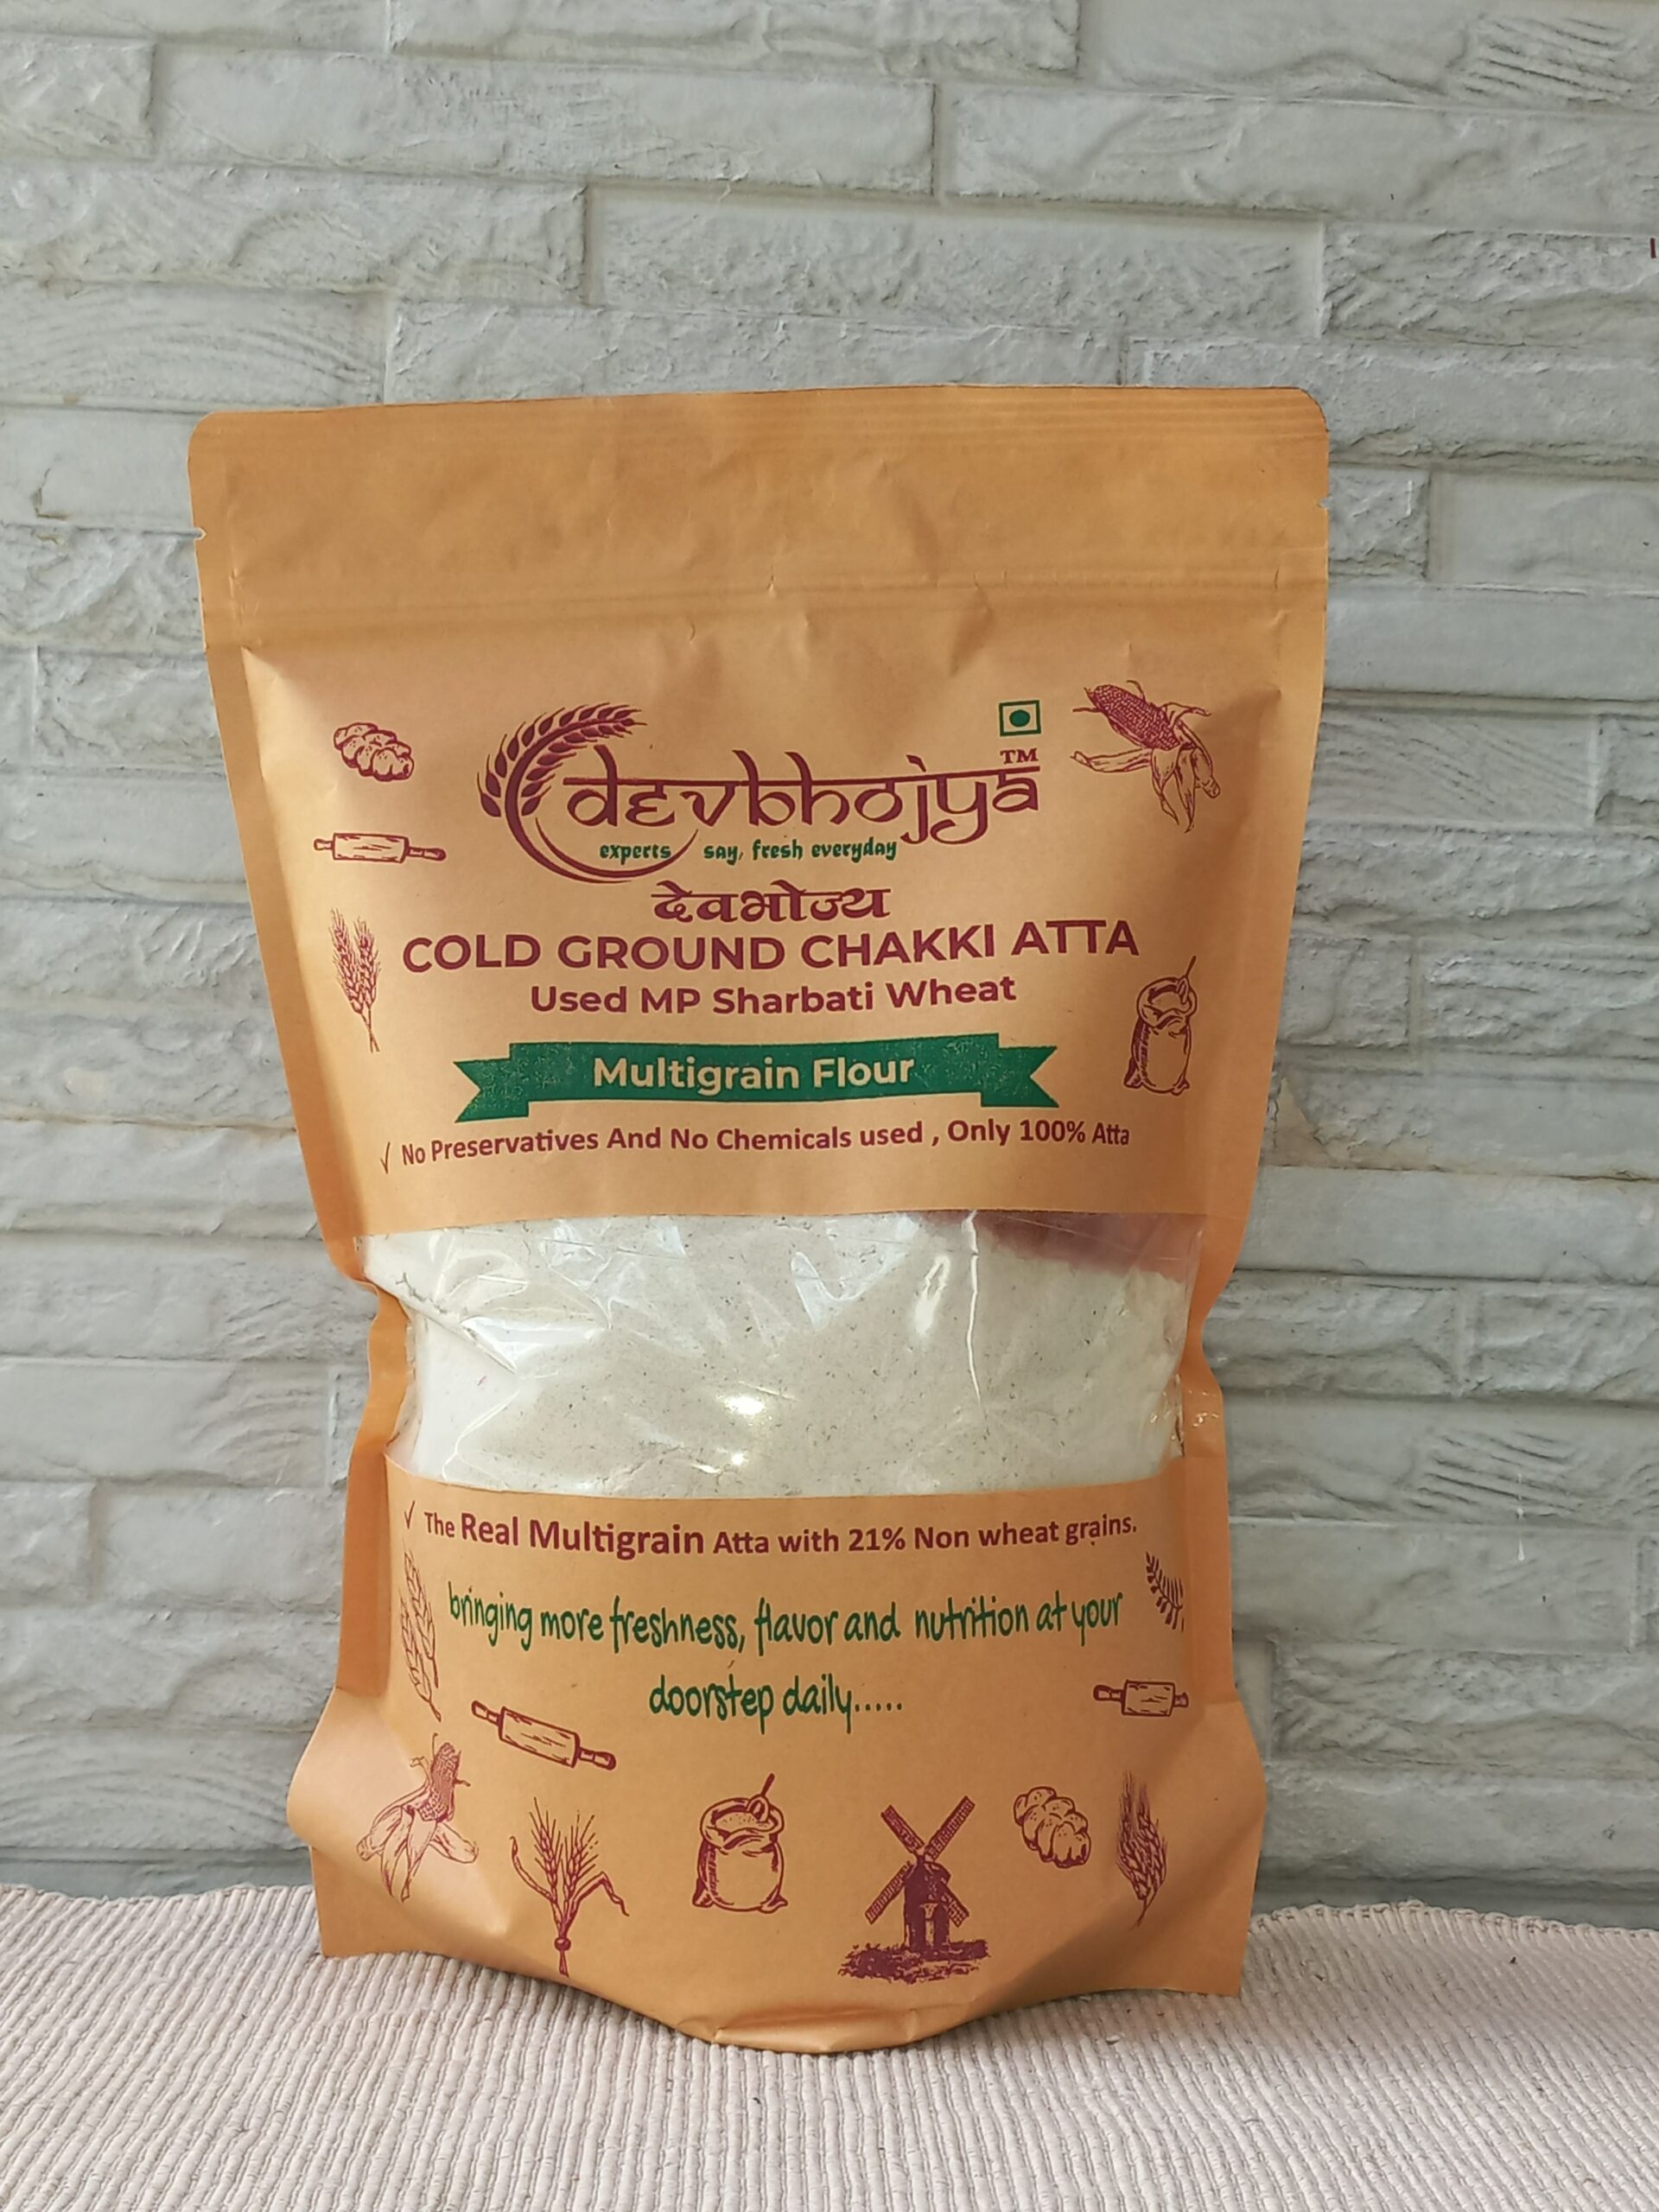 devbhojya™
experts say, fresh everyday
देवभोज्य
COLD GROUND CHAKKI ATTA
Used MP Sharbati Wheat
Multigrain Flour
✓ No Preservatives And No Chemicals used , Only 100% Atta
✓ The Real Multigrain Atta with 21% Non wheat grains.
bringing more freshness, flavor and nutrition at your
doorstep daily.....